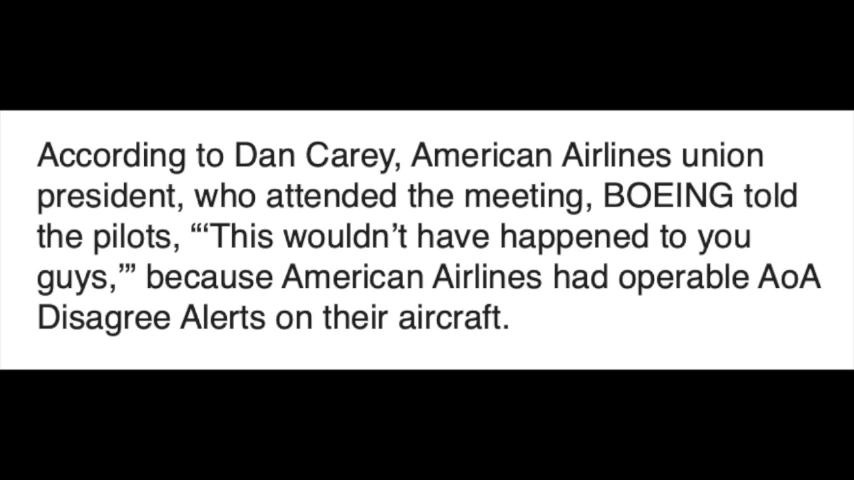 According to Dan Carey, American Airlines union
president, who attended the meeting, BOEING told
the pilots, “‘This wouldn’t have happened to you
guys,’” because American Airlines had operable AoA
Disagree Alerts on their aircraft.